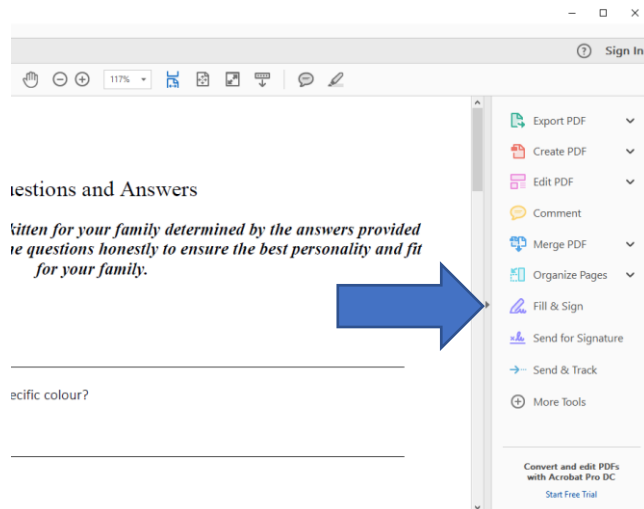 Sign In
117%
Export PDF
Create PDF
Edit PDF
Comment
Merge PDF
Organize Pages
Fill & Sign
Send for Signature
Send & Track
More Tools
Convert and edit PDFs
with Acrobat Pro DC
Start Free Trial
estions and Answers
kitten for your family determined by the answers provided
e questions honestly to ensure the best personality and fit
for your family.
ecific colour?